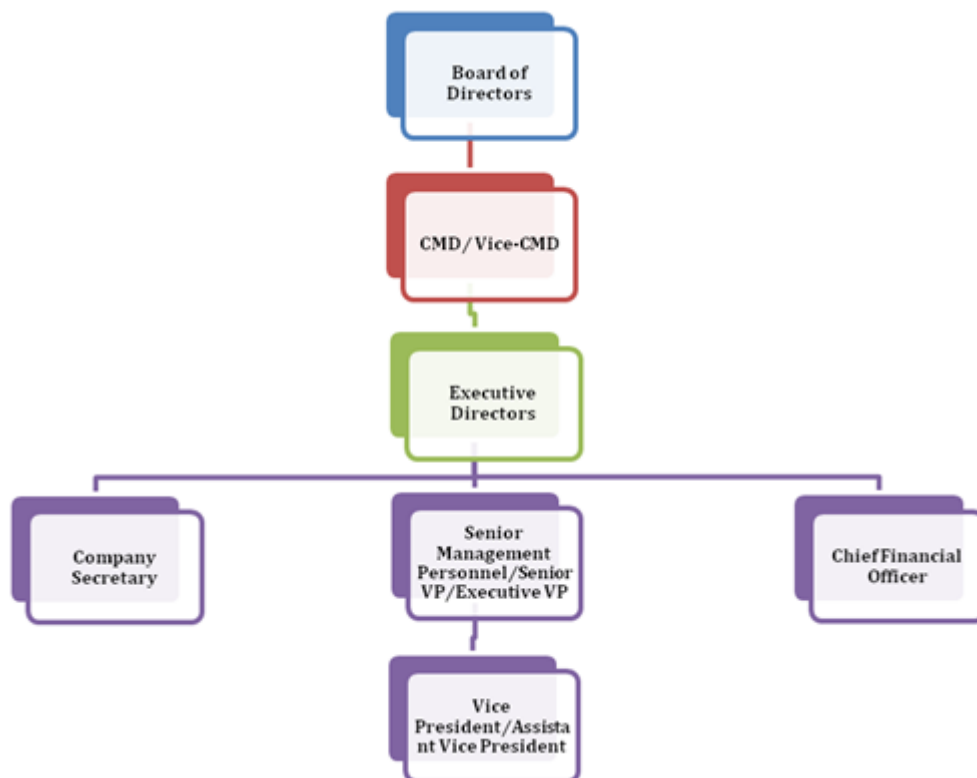 Board of
Directors
CMD/ Vice-CMD
Executive
Directors
Company
Secretary
Senior
Management
Personnel/Senior
VP/Executive VP
Chief Financial
Officer
Vice
President/Assista
nt Vice President